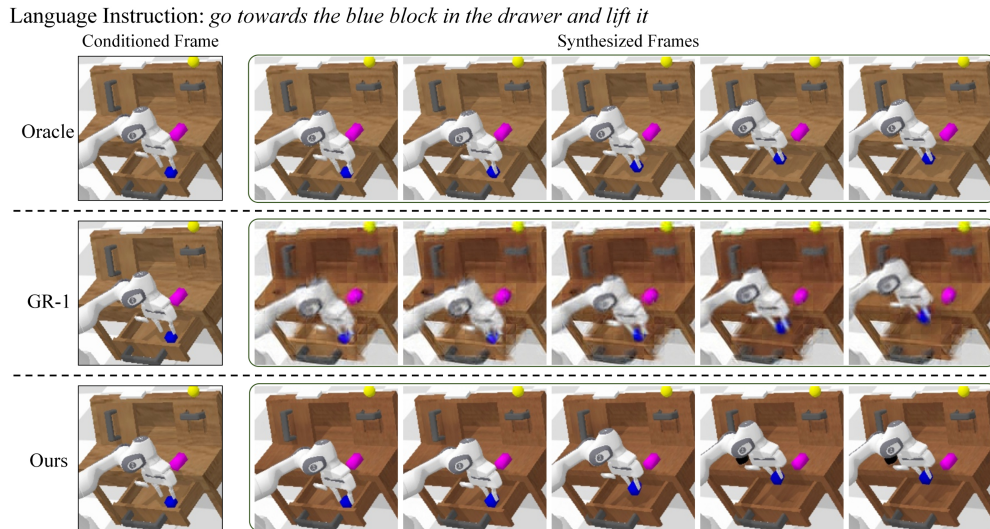 Language Instruction: go towards the blue block in the drawer and lift it
Conditioned Frame
Synthesized Frames
Oracle
GR-1
Ours